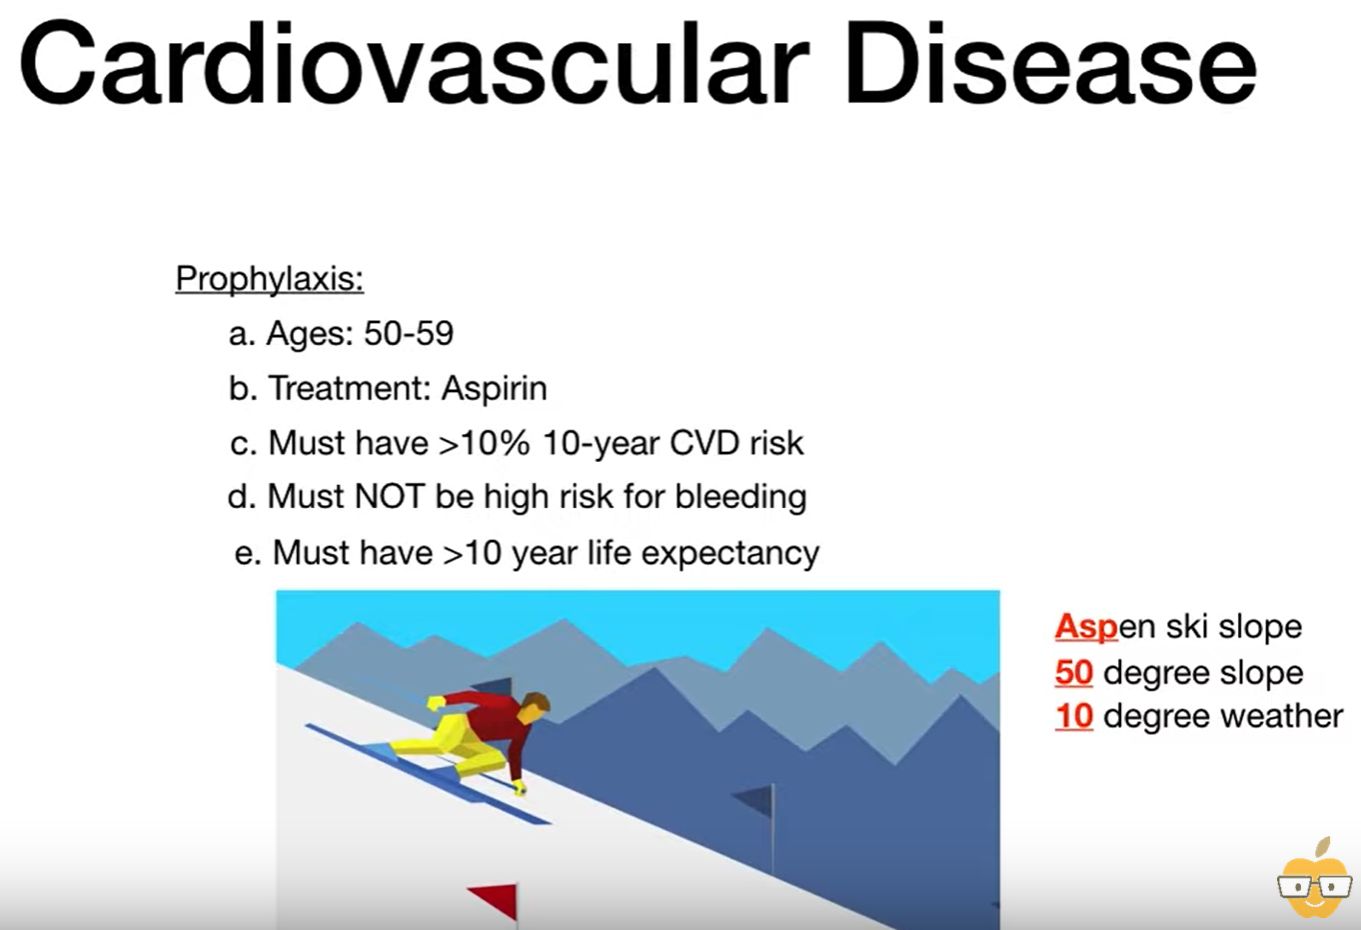 Cardiovascular Disease
Prophylaxis:
a. Ages: 50-59
b. Treatment: Aspirin
c. Must have >10% 10-year CVD risk
d. Must NOT be high risk for bleeding
e. Must have >10 year life expectancy
Aspen ski slope
50 degree slope
10 degree weather